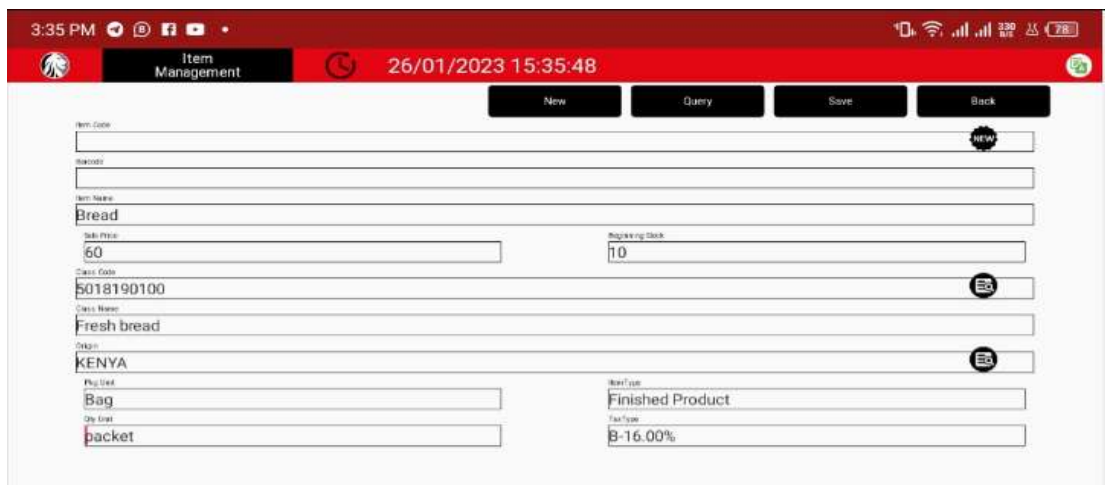 3:35 PM
78
Item
Management
26/01/2023 15:35:48
New Query Save Back
Item Code
NEW
Barcode
Item Name
Bread
Sale Price Beginning Stock
60 10
Class Code
5018190100
Class Name
Fresh bread
Origin
KENYA
Pkg Unit ItemType
Bag Finished Product
Qty Unit TaxType
packet B-16.00%